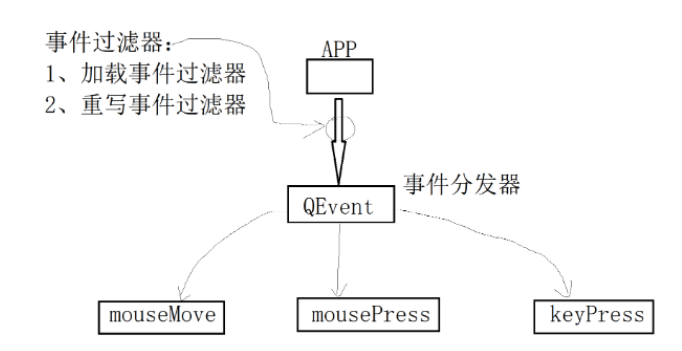 事件过滤器：
1、加载事件过滤器
2、重写事件过滤器
APP
事件分发器
QEvent
mouseMove
mousePress
keyPress